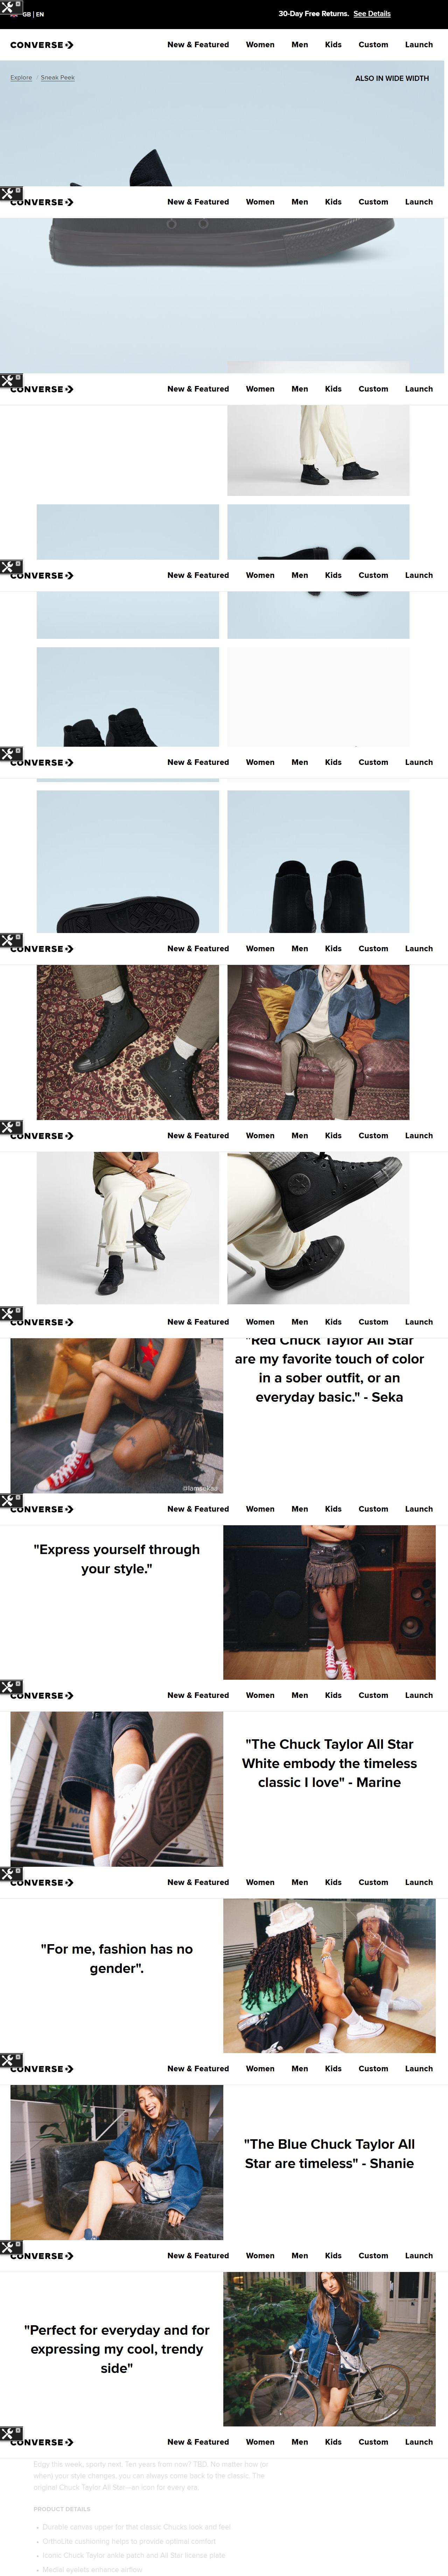 GB | EN
30-Day Free Returns. See Details
CONVERSE
New & Featured Women Men Kids Custom Launch
Explore / Sneak Peek
ALSO IN WIDE WIDTH
CONVERSE
New & Featured Women Men Kids Custom Launch
CONVERSE
New & Featured Women Men Kids Custom Launch
CONVERSE
New & Featured Women Men Kids Custom Launch
CONVERSE
New & Featured Women Men Kids Custom Launch
CONVERSE
New & Featured Women Men Kids Custom Launch
CONVERSE
New & Featured Women Men Kids Custom Launch
CONVERSE
New & Featured Women Men Kids Custom Launch
"Red Chuck Taylor All Star
are my favorite touch of color
in a sober outfit, or an
everyday basic." - Seka
CONVERSE
New & Featured Women Men Kids Custom Launch
"Express yourself through
your style."
CONVERSE
New & Featured Women Men Kids Custom Launch
"The Chuck Taylor All Star
White embody the timeless
classic I love" - Marine
CONVERSE
New & Featured Women Men Kids Custom Launch
"For me, fashion has no
gender".
CONVERSE
New & Featured Women Men Kids Custom Launch
"The Blue Chuck Taylor All
Star are timeless" - Shanie
CONVERSE
New & Featured Women Men Kids Custom Launch
"Perfect for everyday and for
expressing my cool, trendy
side"
CONVERSE
New & Featured Women Men Kids Custom Launch
Edgy this week, sporty next. Ten years from now? TBD. No matter how (or
when) your style changes, you can always come back to the classic. The
original Chuck Taylor All Star—an icon for every era.
PRODUCT DETAILS
Durable canvas upper for that classic Chucks look and feel
OrthoLite cushioning helps to provide optimal comfort
Iconic Chuck Taylor ankle patch and All Star license plate
Medial eyelets enhance airflow